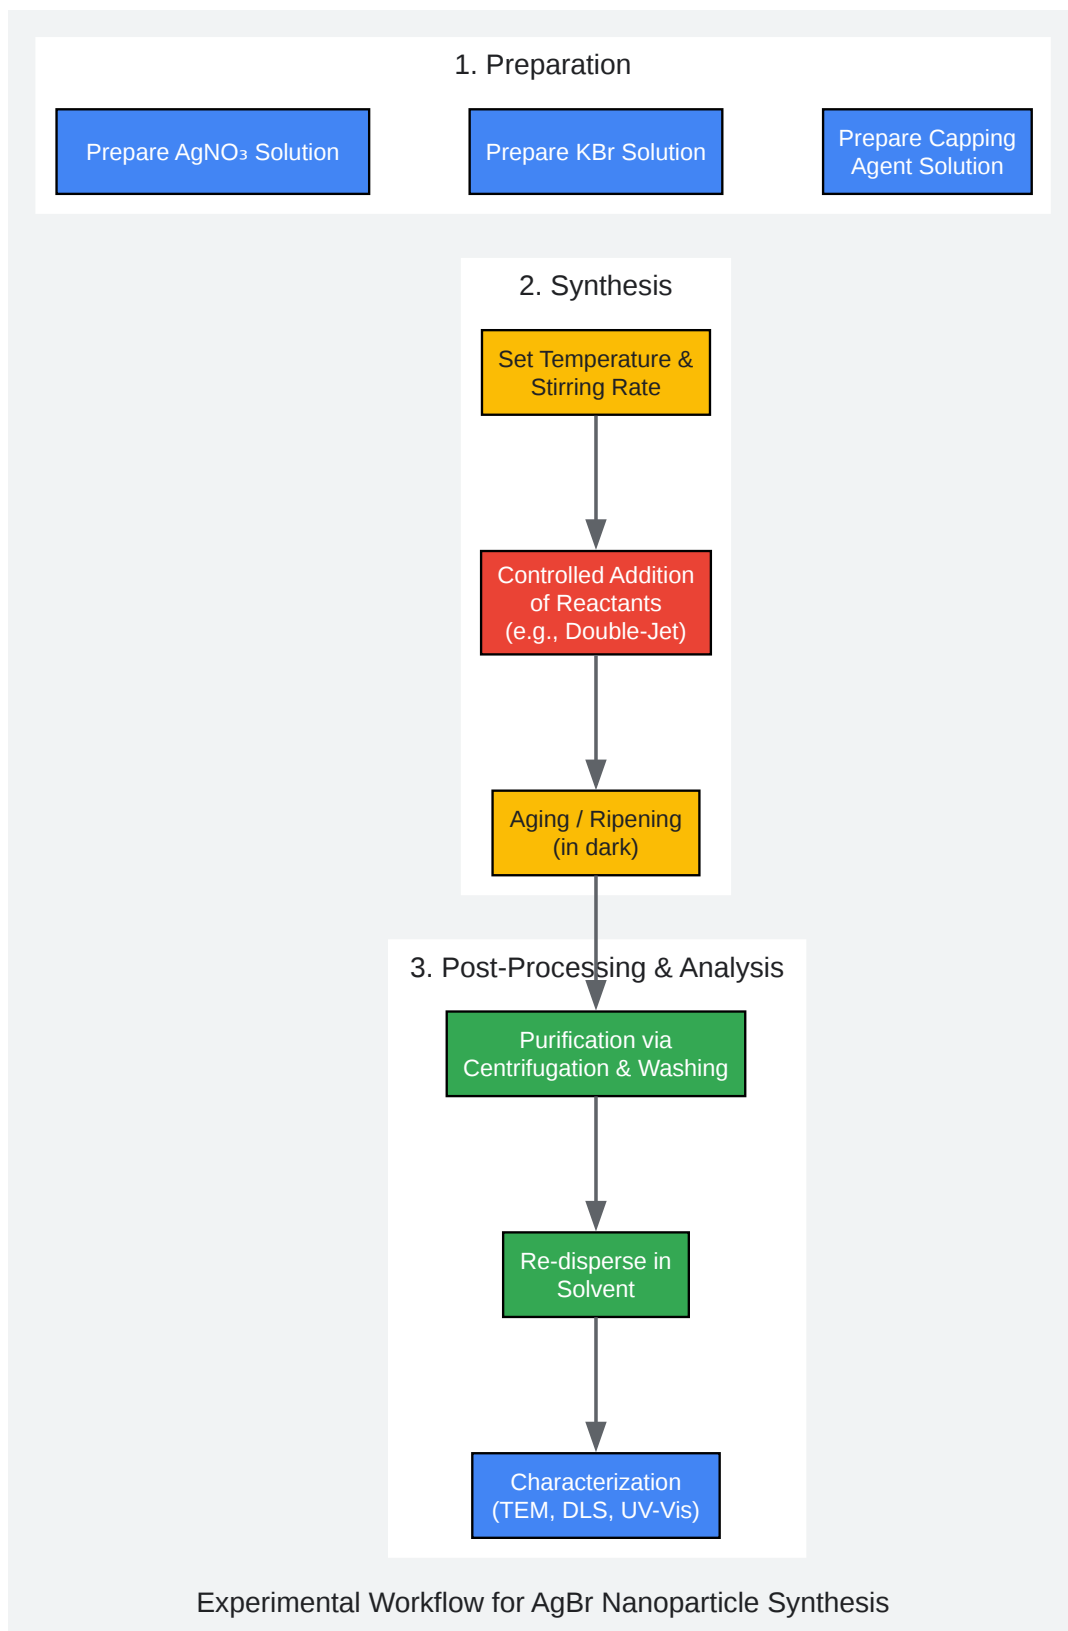 1. Preparation
Prepare AgNO₃ Solution
Prepare KBr Solution
Prepare Capping
Agent Solution
2. Synthesis
Set Temperature &
Stirring Rate
Controlled Addition
of Reactants
(e.g., Double-Jet)
Aging / Ripening
(in dark)
3. Post-Processing & Analysis
Purification via
Centrifugation & Washing
Re-disperse in
Solvent
Characterization
(TEM, DLS, UV-Vis)
Experimental Workflow for AgBr Nanoparticle Synthesis